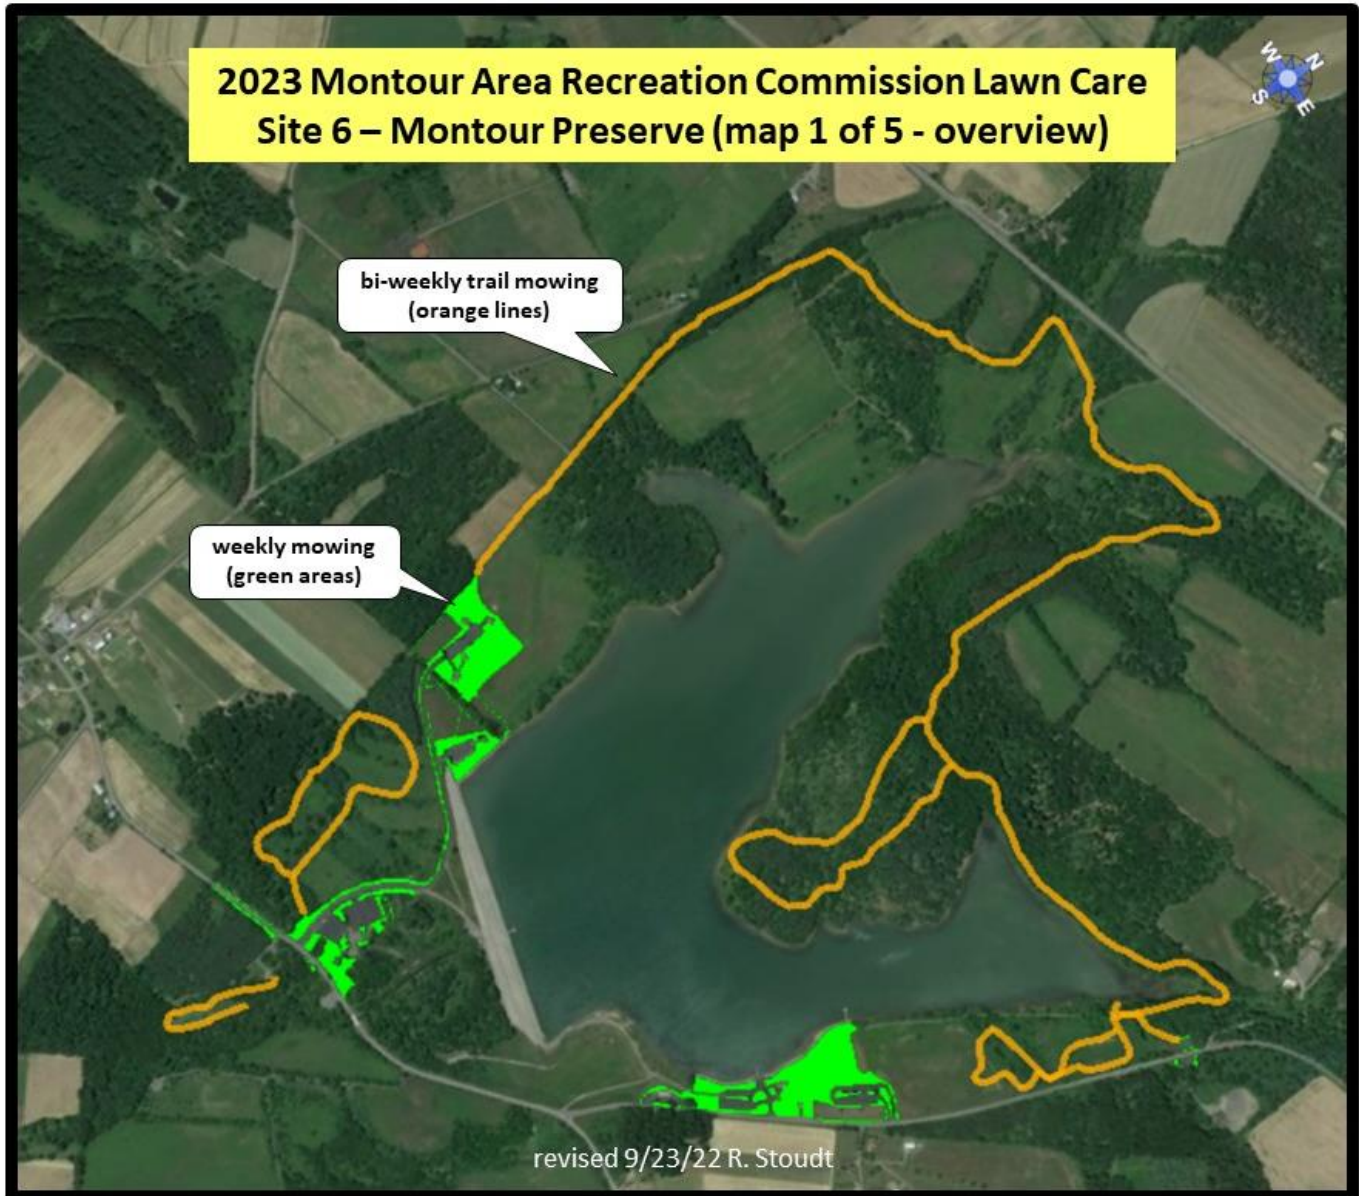 2023 Montour Area Recreation Commission Lawn Care
Site 6 – Montour Preserve (map 1 of 5 - overview)
W
N
S
E
bi-weekly trail mowing
(orange lines)
weekly mowing
(green areas)
revised 9/23/22 R. Stoudt